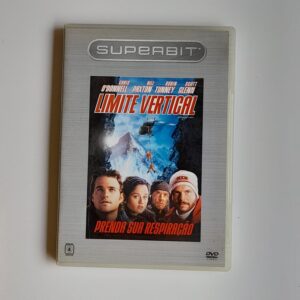 SUPERBIT
CHRIS O'DONNELL BILL PAXTON ROBIN TUNNEY SCOTT GLENN
LIMITE VERTICAL
PRENDA SUA RESPIRAÇÃO
DVD